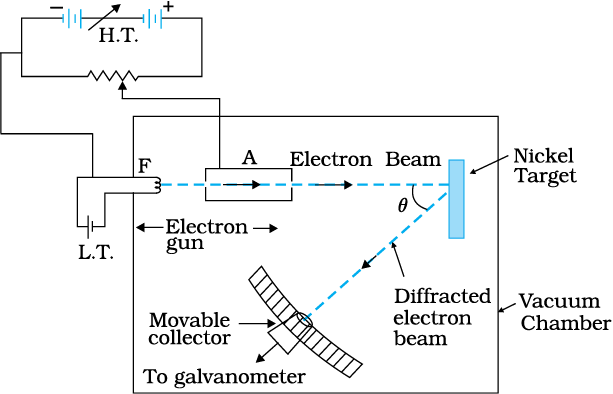 − +
H.T.
F
A
Electron Beam
Nickel
Target
θ
Electron
gun
L.T.
Diffracted
electron
beam
Vacuum
Chamber
Movable
collector
To galvanometer